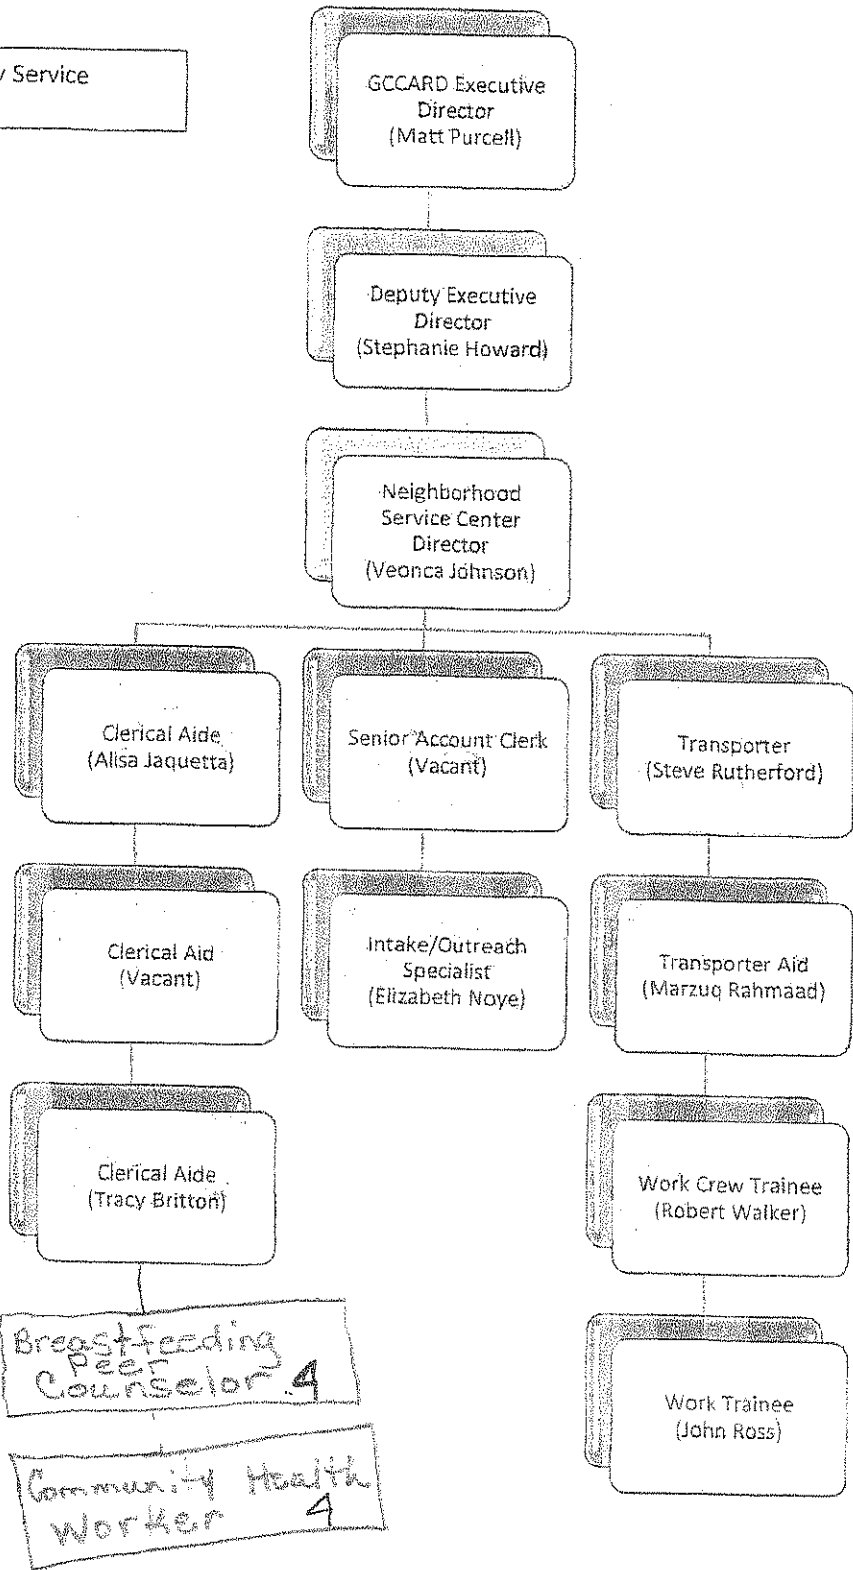 Service
GCCARD Executive
Director
(Matt Purcell)
Deputy Executive
Director
(Stephanie Howard)
Neighborhood
Service Center
Director
(Veonca Johnson)
Clerical Aide
(Alisa Jaquetta)
Senior Account Clerk
(Vacant)
Transporter
(Steve Rutherford)
Clerical Aid
(Vacant)
Intake/Outreach
Specialist
(Elizabeth Noye)
Transporter Aid
(Marzuq Rahmaad)
Clerical Aide
(Tracy Britton)
Work Crew Trainee
(Robert Walker)
Breastfeeding
Peer
Counselor 4
Work Trainee
(John Ross)
Community Health
Worker 4